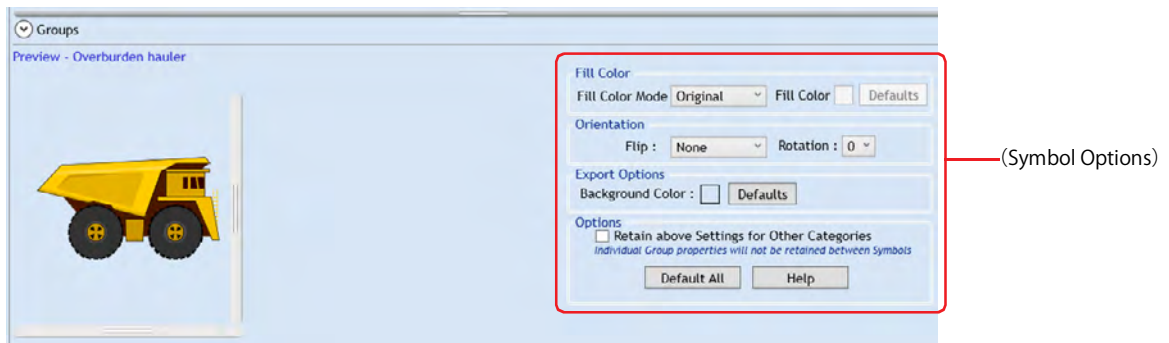 Groups
Preview - Overburden hauler
Fill Color
Fill Color Mode Original Fill Color Defaults
Orientation
Flip : None Rotation : 0
Export Options
Background Color : Defaults
(Symbol Options)
Options
Retain above Settings for Other Categories
Individual Group properties will not be retained between Symbols
Default All Help